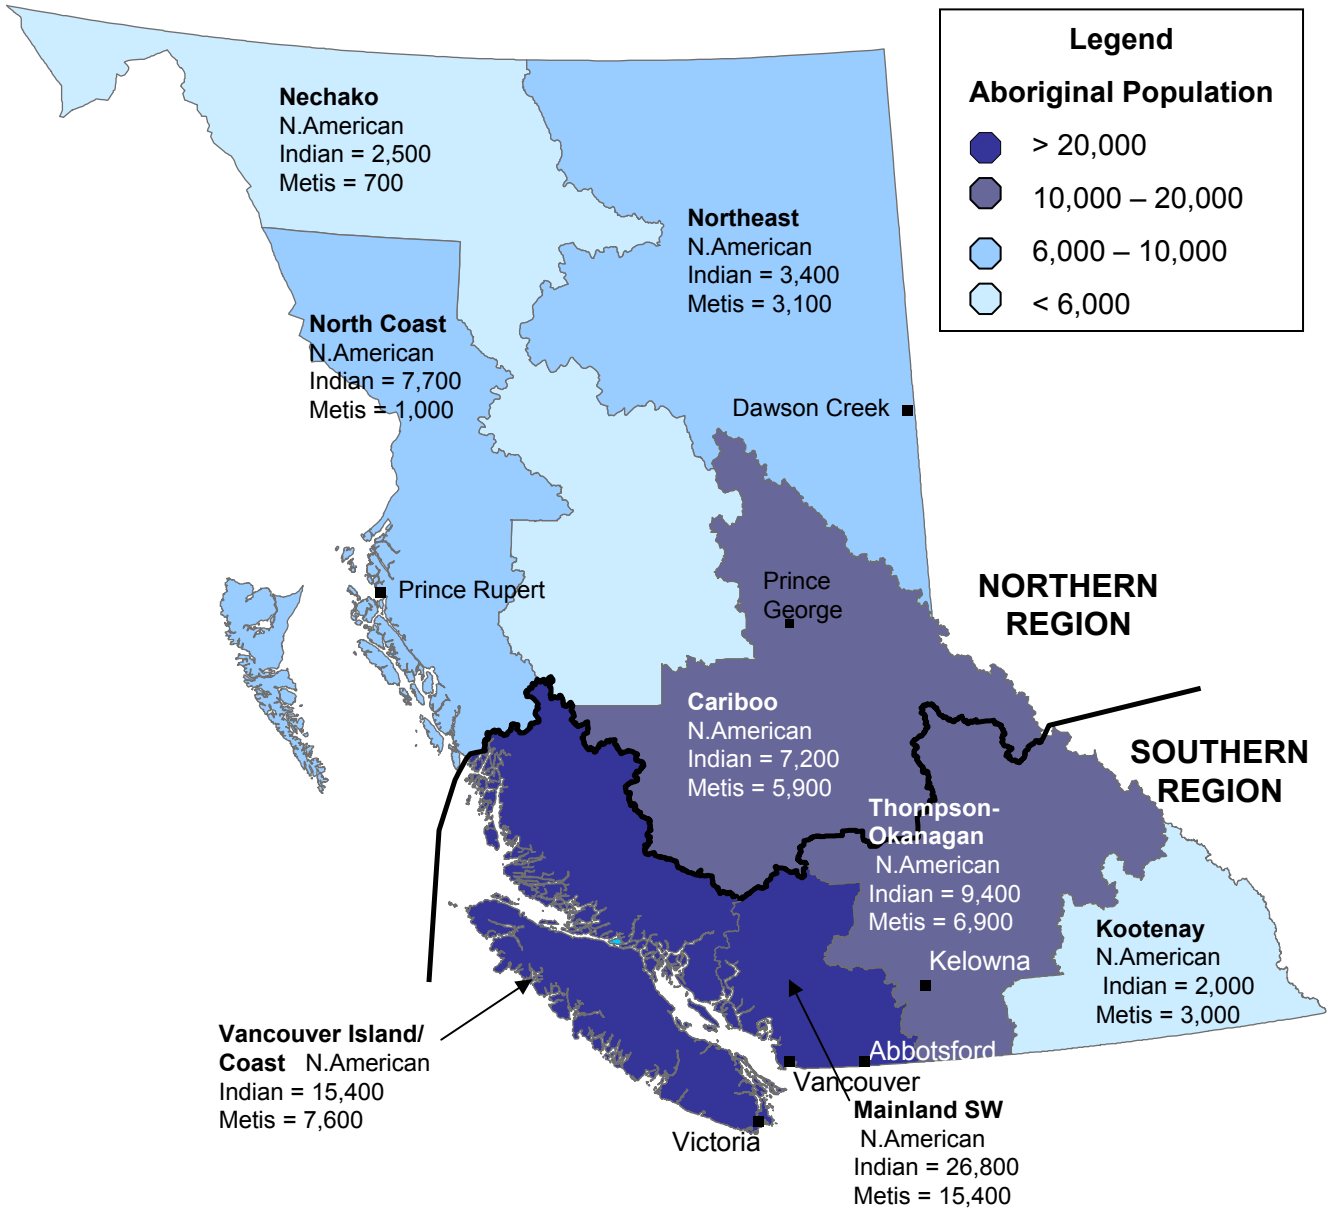 Legend
Aboriginal Population
> 20,000
10,000 – 20,000
6,000 – 10,000
< 6,000
Nechako
N.American
Indian = 2,500
Metis = 700
Northeast
N.American
Indian = 3,400
Metis = 3,100
North Coast
N.American
Indian = 7,700
Metis = 1,000
Dawson Creek
Prince Rupert
Prince
George
NORTHERN
REGION
SOUTHERN
REGION
Cariboo
N.American
Indian = 7,200
Metis = 5,900
Thompson-
Okanagan
N.American
Indian = 9,400
Metis = 6,900
Kelowna
Kootenay
N.American
Indian = 2,000
Metis = 3,000
Vancouver Island/
Coast N.American
Indian = 15,400
Metis = 7,600
Abbotsford
Vancouver
Victoria
Mainland SW
N.American
Indian = 26,800
Metis = 15,400